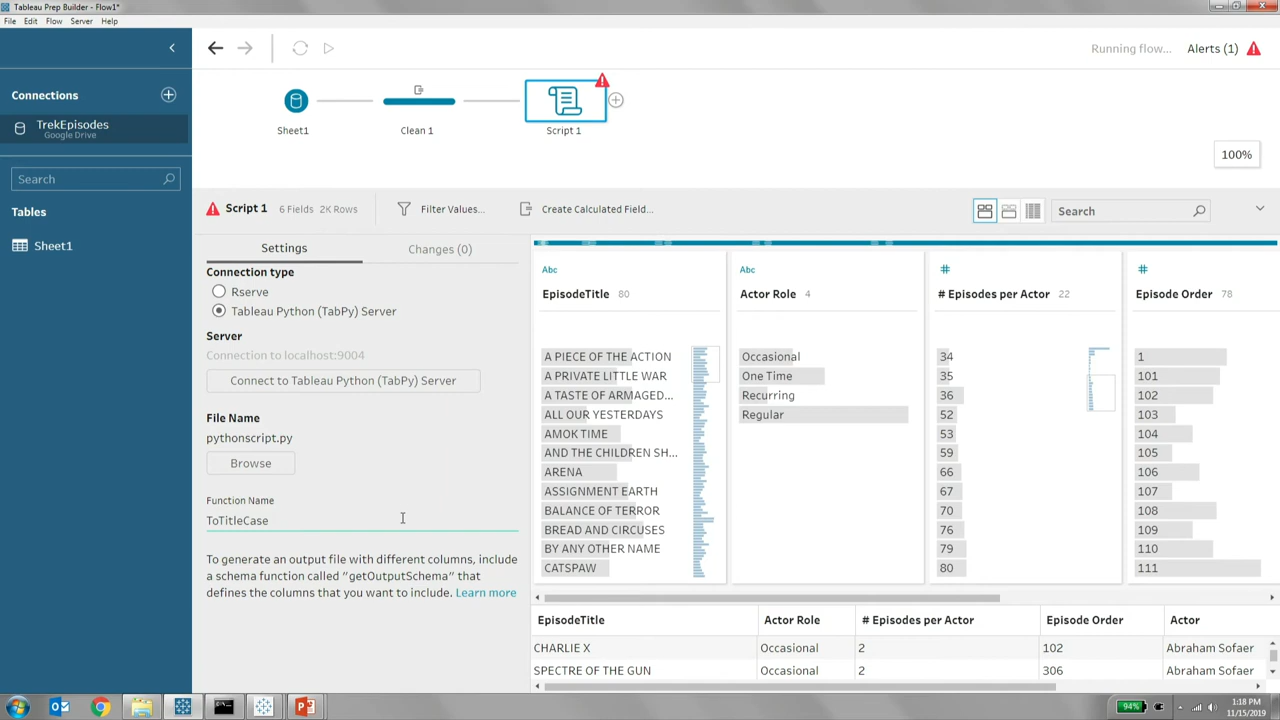 Tableau Prep Builder - Flow1*
File Edit Flow Server Help
Running flow...
Alerts (1)
Connections
TrekEpisodes
Google Drive
Search
Tables
Sheet1
Sheet1
Clean 1
Script 1
100%
Script 1 6 Fields 2K Rows
Filter Values...
Create Calculated Field...
Search
Settings
Changes (0)
Connection type
Rserve
Tableau Python (TabPy) Server
Server
Connection to localhost:9004
Connect to Tableau Python (TabPy) Server
File Name
pythonscript.py
Browse
Function Name
ToTitleCase
To generate an output file with different columns, include
a schema function called "getOutputSchema" that
defines the columns that you want to include. Learn more
Abc
EpisodeTitle 80
A PIECE OF THE ACTION
A PRIVATE LITTLE WAR
A TASTE OF ARMAGED...
ALL OUR YESTERDAYS
AMOK TIME
AND THE CHILDREN SH...
ARENA
ASSIGNMENT EARTH
BALANCE OF TERROR
BREAD AND CIRCUSES
BY ANY OTHER NAME
CATSPAW
Abc
Actor Role 4
Occasional
One Time
Recurring
Regular
#
# Episodes per Actor 22
34
35
36
52
53
59
66
67
70
76
79
80
#
Episode Order 78
1
101
102
103
104
105
106
107
108
109
110
111
EpisodeTitle Actor Role # Episodes per Actor Episode Order Actor
CHARLIE X Occasional 2 102 Abraham Sofaer
SPECTRE OF THE GUN Occasional 2 306 Abraham Sofaer
94%
1:18 PM
11/15/2019